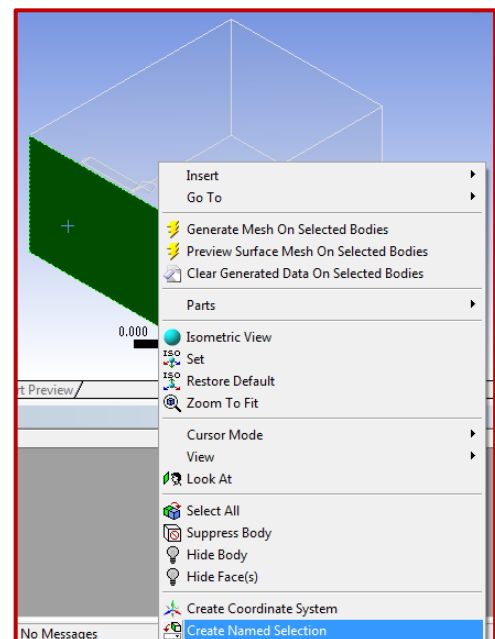 Insert
Go To
Generate Mesh On Selected Bodies
Preview Surface Mesh On Selected Bodies
Clear Generated Data On Selected Bodies
Parts
0.000
Isometric View
ISO
Set
ISO
Restore Default
rt Preview
Zoom To Fit
Cursor Mode
View
Look At
Select All
Suppress Body
Hide Body
Hide Face(s)
Create Coordinate System
No Messages
Create Named Selection